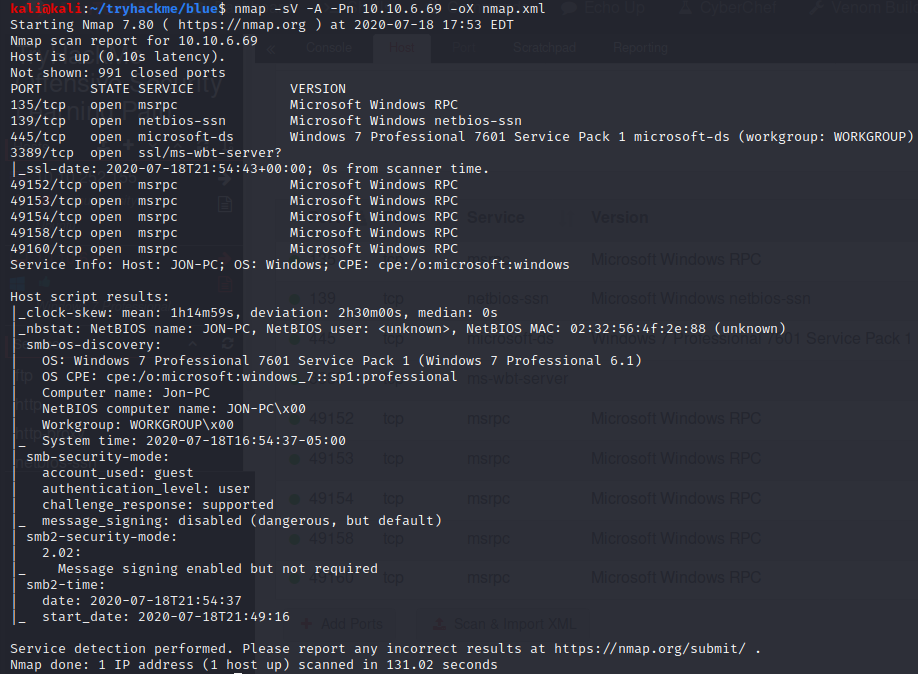 kali@kali:~/tryhackme/blue$ nmap -sV -A -Pn 10.10.6.69 -oX nmap.xml
Starting Nmap 7.80 ( https://nmap.org ) at 2020-07-18 17:53 EDT
Nmap scan report for 10.10.6.69
Host is up (0.10s latency).
Not shown: 991 closed ports
PORT      STATE SERVICE            VERSION
135/tcp   open  msrpc              Microsoft Windows RPC
139/tcp   open  netbios-ssn        Microsoft Windows netbios-ssn
445/tcp   open  microsoft-ds       Windows 7 Professional 7601 Service Pack 1 microsoft-ds (workgroup: WORKGROUP)
3389/tcp  open  ssl/ms-wbt-server?
|_ssl-date: 2020-07-18T21:54:43+00:00; 0s from scanner time.
49152/tcp open  msrpc              Microsoft Windows RPC
49153/tcp open  msrpc              Microsoft Windows RPC
49154/tcp open  msrpc              Microsoft Windows RPC
49158/tcp open  msrpc              Microsoft Windows RPC
49160/tcp open  msrpc              Microsoft Windows RPC
Service Info: Host: JON-PC; OS: Windows; CPE: cpe:/o:microsoft:windows

Host script results:
|_clock-skew: mean: 1h14m59s, deviation: 2h30m00s, median: 0s
|_nbstat: NetBIOS name: JON-PC, NetBIOS user: <unknown>, NetBIOS MAC: 02:32:56:4f:2e:88 (unknown)
| smb-os-discovery:
|   OS: Windows 7 Professional 7601 Service Pack 1 (Windows 7 Professional 6.1)
|   OS CPE: cpe:/o:microsoft:windows_7::sp1:professional
|   Computer name: Jon-PC
|   NetBIOS computer name: JON-PC\x00
|   Workgroup: WORKGROUP\x00
|_  System time: 2020-07-18T16:54:37-05:00
| smb-security-mode:
|   account_used: guest
|   authentication_level: user
|   challenge_response: supported
|_  message_signing: disabled (dangerous, but default)
| smb2-security-mode:
|   2.02:
|_    Message signing enabled but not required
| smb2-time:
|   date: 2020-07-18T21:54:37
|_  start_date: 2020-07-18T21:49:16

Service detection performed. Please report any incorrect results at https://nmap.org/submit/ .
Nmap done: 1 IP address (1 host up) scanned in 131.02 seconds